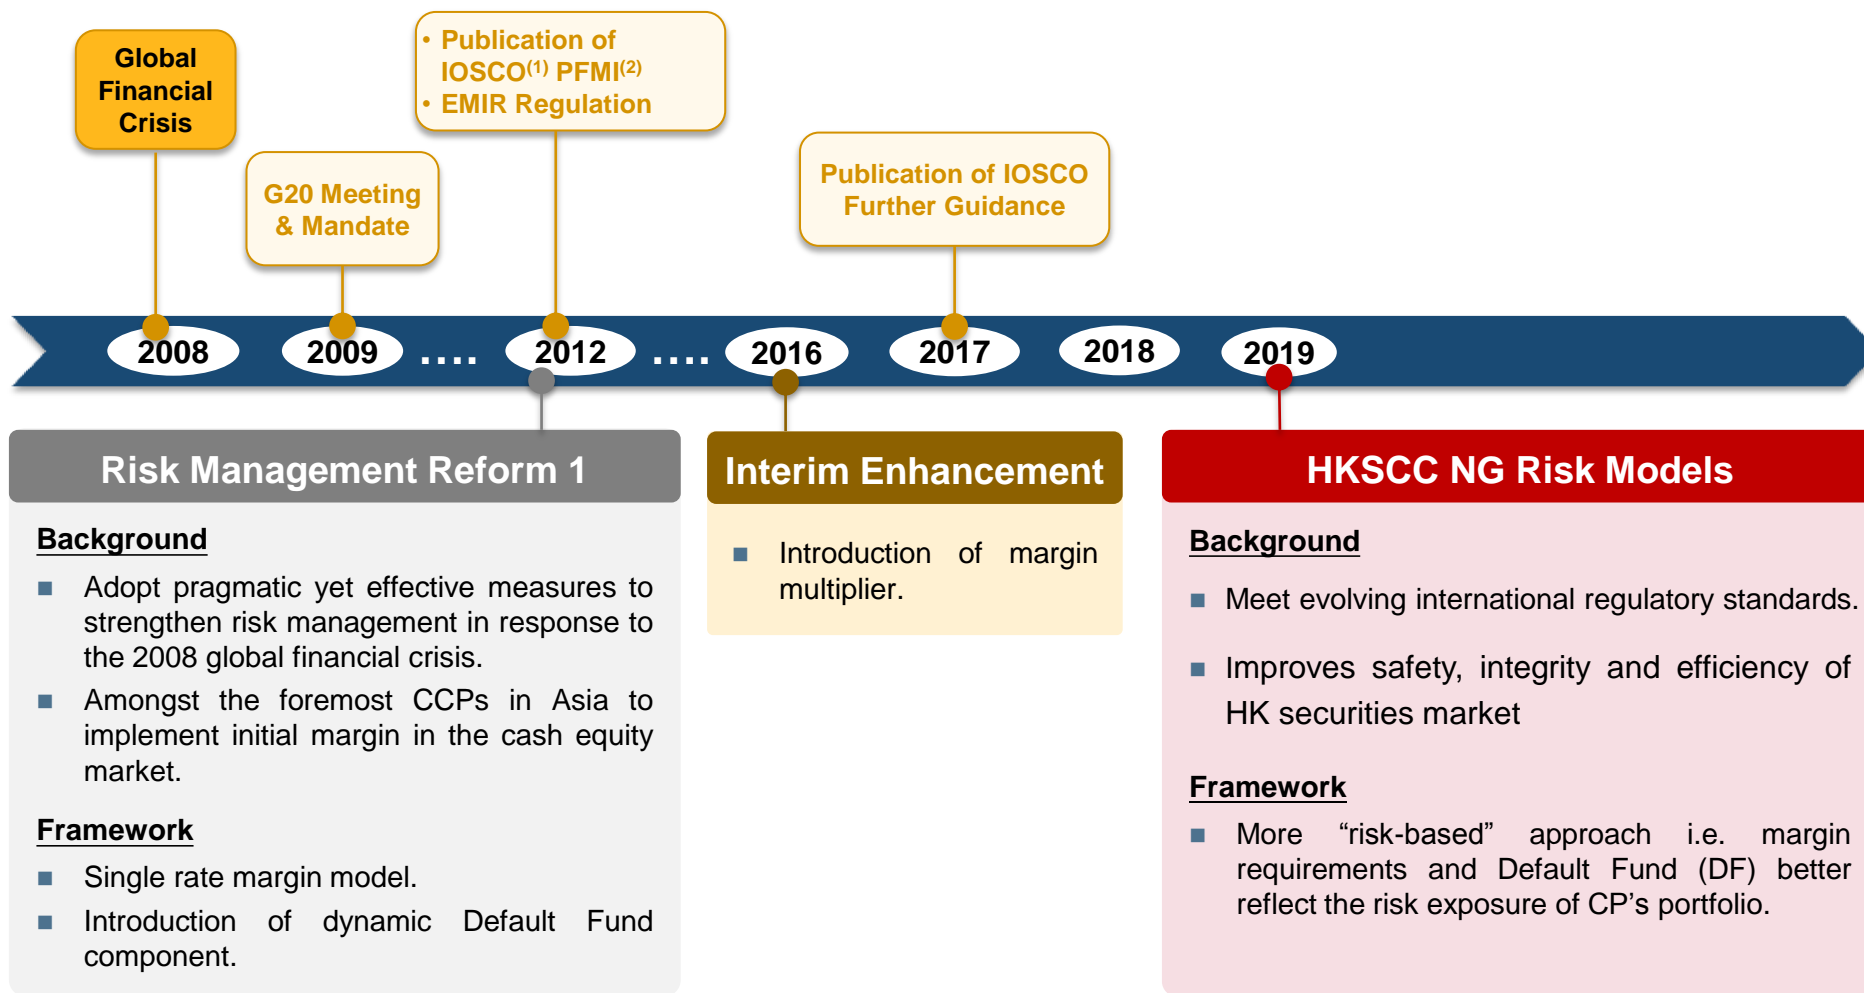 Global
Financial
Crisis
G20 Meeting
& Mandate
• Publication of
IOSCO(1) PFMI(2)
• EMIR Regulation
Publication of IOSCO
Further Guidance
2008
2009
....
2012
....
2016
2017
2018
2019
Risk Management Reform 1
Background
Adopt pragmatic yet effective measures to
strengthen risk management in response to
the 2008 global financial crisis.
Amongst the foremost CCPs in Asia to
implement initial margin in the cash equity
market.
Framework
Single rate margin model.
Introduction of dynamic Default Fund
component.
Interim Enhancement
Introduction of margin
multiplier.
HKSCC NG Risk Models
Background
Meet evolving international regulatory standards.
Improves safety, integrity and efficiency of
HK securities market
Framework
More “risk-based” approach i.e. margin
requirements and Default Fund (DF) better
reflect the risk exposure of CP’s portfolio.